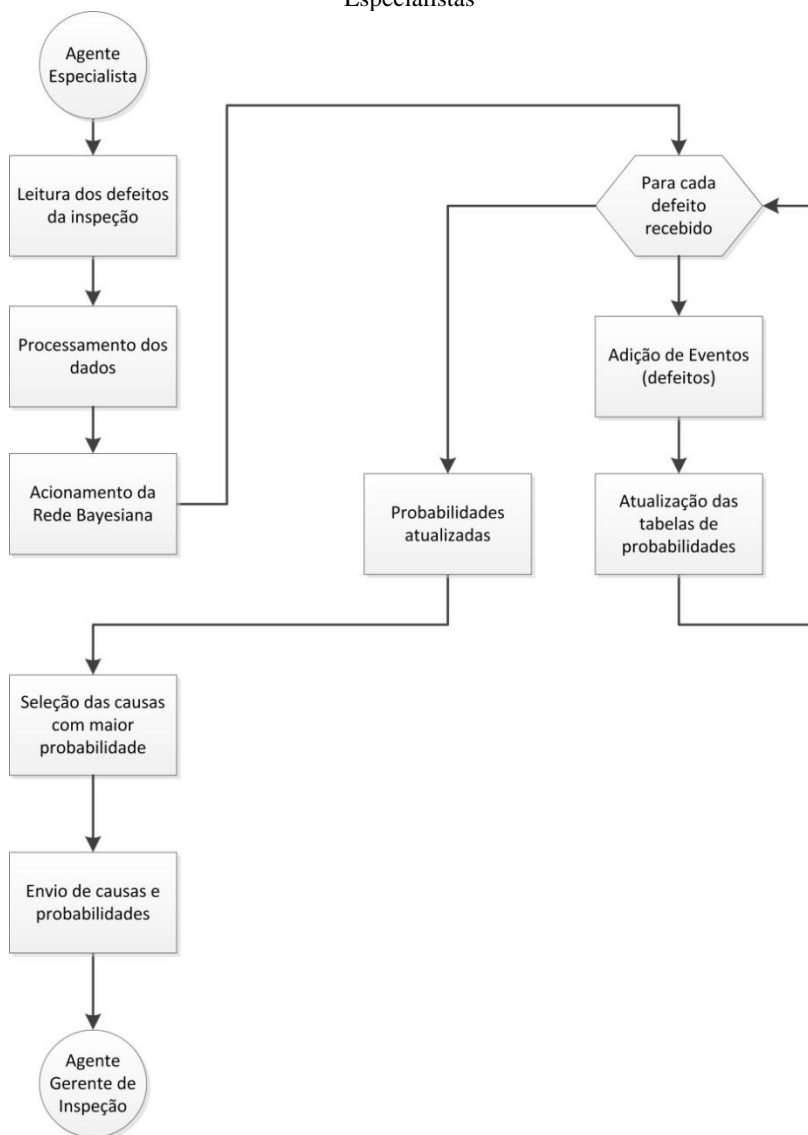 Especialistas
Agente
Especialista
Leitura dos defeitos
da inspeção
Processamento dos
dados
Acionamento da
Rede Bayesiana
Para cada
defeito
recebido
Adição de Eventos
(defeitos)
Atualização das
tabelas de
probabilidades
Probabilidades
atualizadas
Seleção das causas
com maior
probabilidade
Envio de causas e
probabilidades
Agente
Gerente de
Inspeção